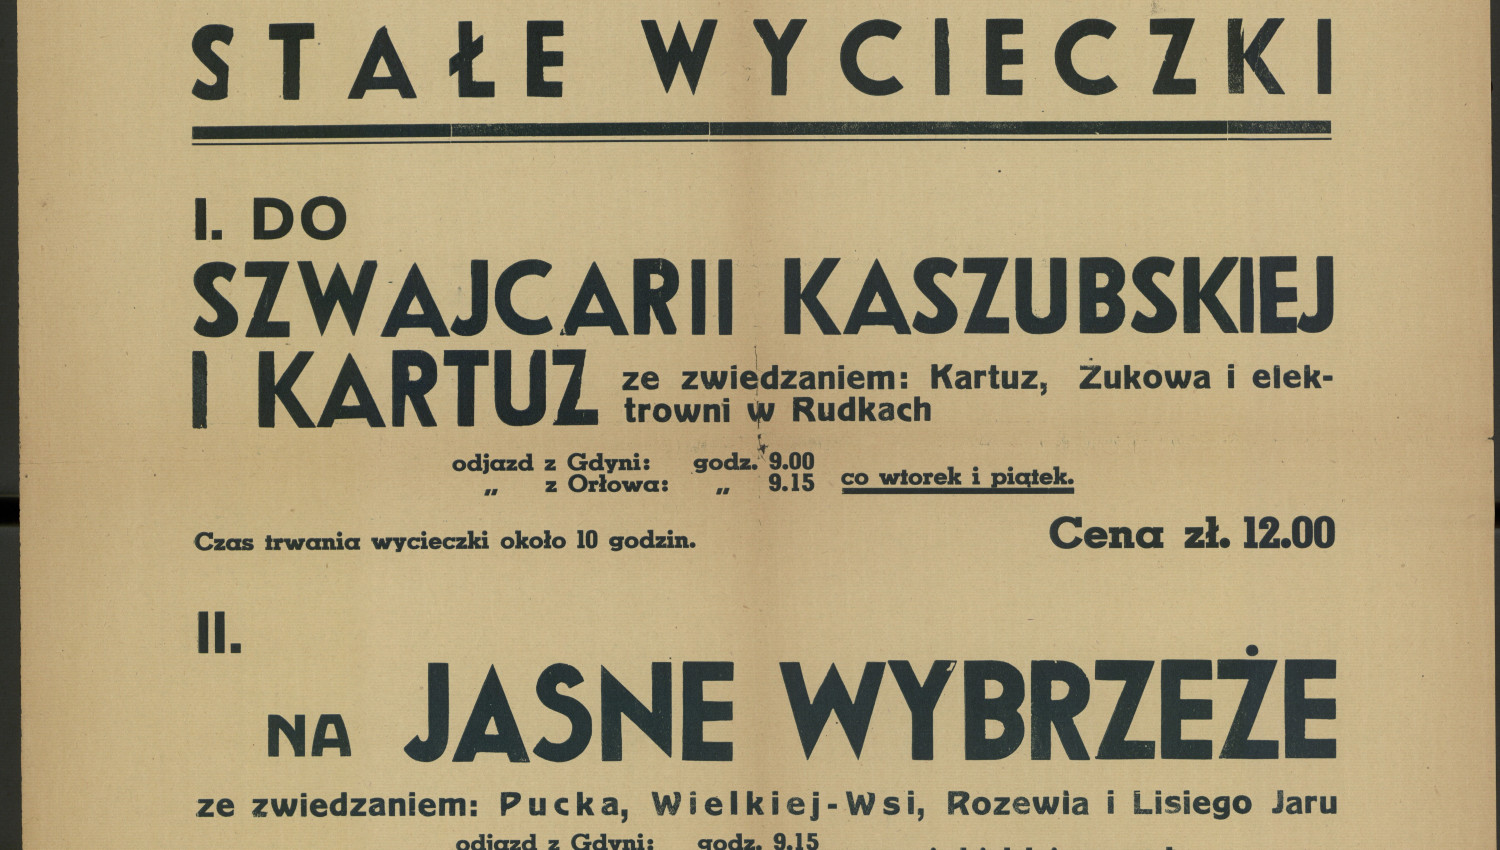 STAŁE WYCIECZKI
I. DO
SZWAJCARII KASZUBSKIEJ
I KARTUZ ze zwiedzaniem: Kartuz, Żukowa i elek-
trowni w Rudkach
odjazd z Gdyni: godz. 9.00
„ z Orłowa: „ 9.15 co wtorek i piątek.
Czas trwania wycieczki około 10 godzin. Cena zł. 12.00
II.
NA JASNE WYBRZEŻE
ze zwiedzaniem: Pucka, Wielkiej-Wsi, Rozewia i Lisiego Jaru
odjazd z Gdyni: godz. 9.15